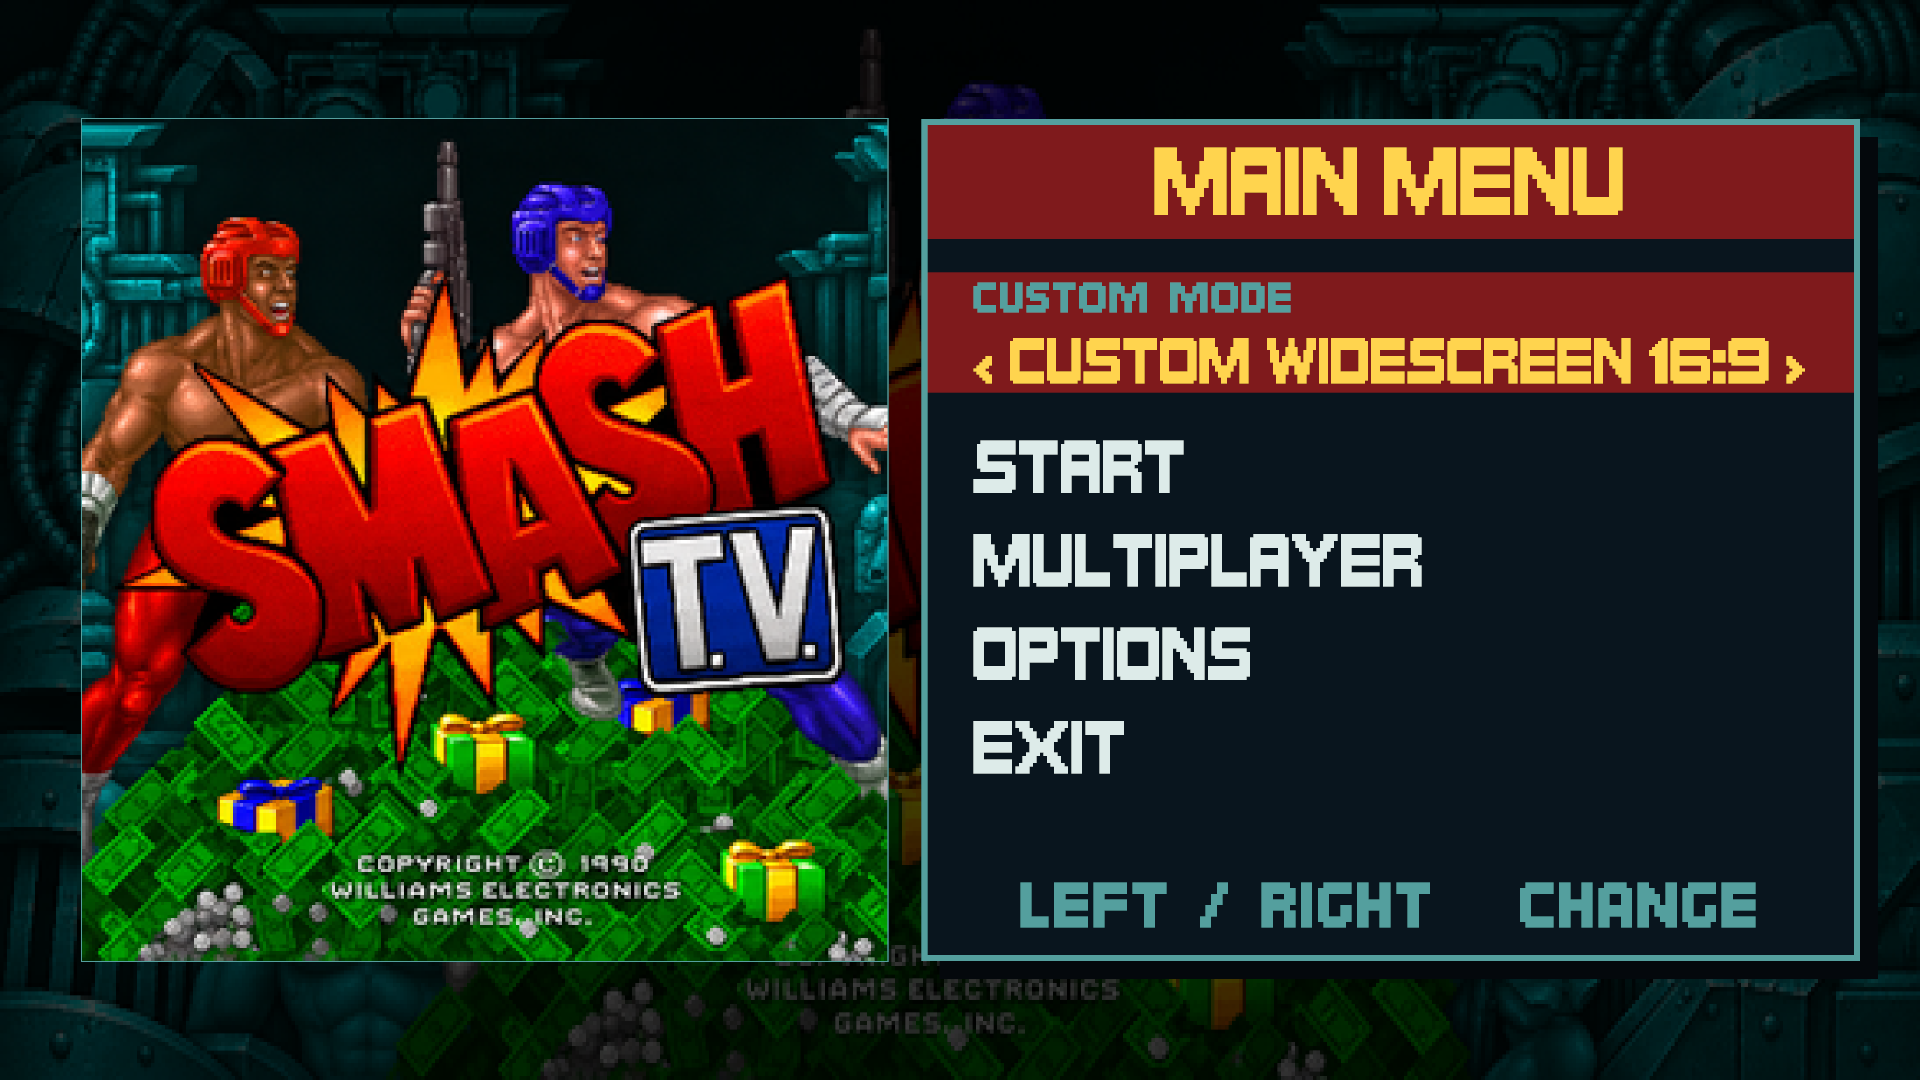 SMASH
T.V.
COPYRIGHT © 1990
WILLIAMS ELECTRONICS
GAMES, INC.
MAIN MENU
CUSTOM MODE
‹ CUSTOM WIDESCREEN 16:9 ›
START
MULTIPLAYER
OPTIONS
EXIT
LEFT / RIGHT CHANGE
WILLIAMS ELECTRONICS
GAMES, INC.